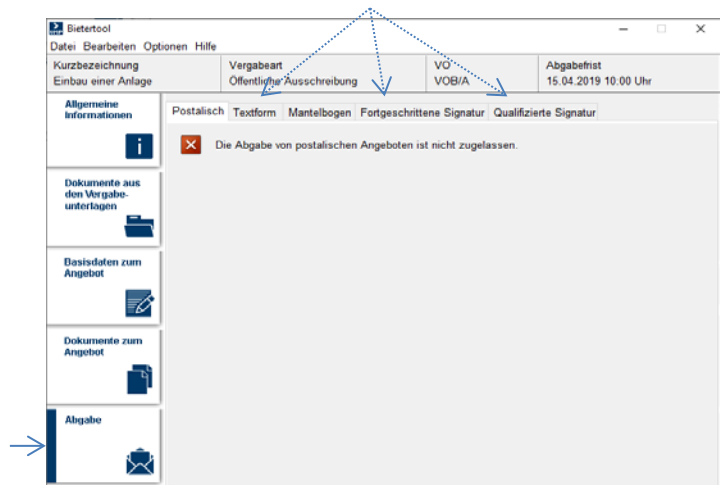 Bietertool
Datei Bearbeiten Optionen Hilfe
Kurzbezeichnung Vergabeart VO Abgabefrist
Einbau einer Anlage Öffentliche Ausschreibung VOB/A 15.04.2019 10:00 Uhr
Allgemeine
Informationen
Postalisch Textform Mantelbogen Fortgeschrittene Signatur Qualifizierte Signatur
Die Abgabe von postalischen Angeboten ist nicht zugelassen.
Dokumente aus
den Vergabe-
unterlagen
Basisdaten zum
Angebot
Dokumente zum
Angebot
Abgabe